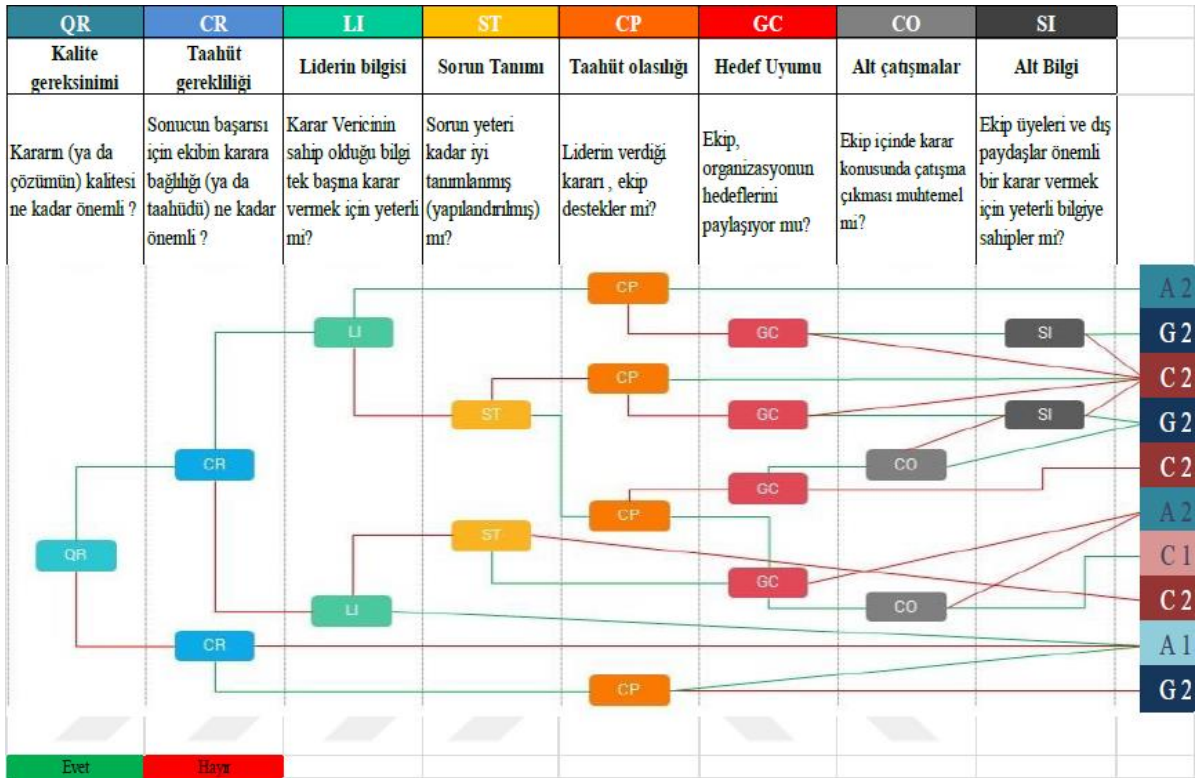 QR CR LI ST CP GC CO SI
Kalite
gereksinimi
Taahüt
gerekliliği
Liderin bilgisi
Sorun Tanımı
Taahüt olasılığı
Hedef Uyumu
Alt çatışmalar
Alt Bilgi
Kararın (ya da
çözümün) kalitesi
ne kadar önemli ?
Sonucun başarısı
için ekibin karara
bağlılığı (ya da
taahüdü) ne kadar
önemli ?
Karar Vericinin
sahip olduğu bilgi
tek başına karar
vermek için yeterli
mi?
Sorun yeteri
kadar iyi
tanımlanmış
(yapılandırılmış)
mı?
Liderin verdiği
kararı , ekip
destekler mi?
Ekip,
organizasyonun
hedeflerini
paylaşıyor mu?
Ekip içinde karar
konusunda çatışma
çıkması muhtemel
mi?
Ekip üyeleri ve dış
paydaşlar önemli
bir karar vermek
için yeterli bilgiye
sahipler mi?
CP A 2
LI GC SI G 2
CP C 2
ST GC SI G 2
CR CO C 2
GC
CP A 2
ST
QR C 1
GC
LI CO C 2
CR A 1
CP G 2
Evet Hayır